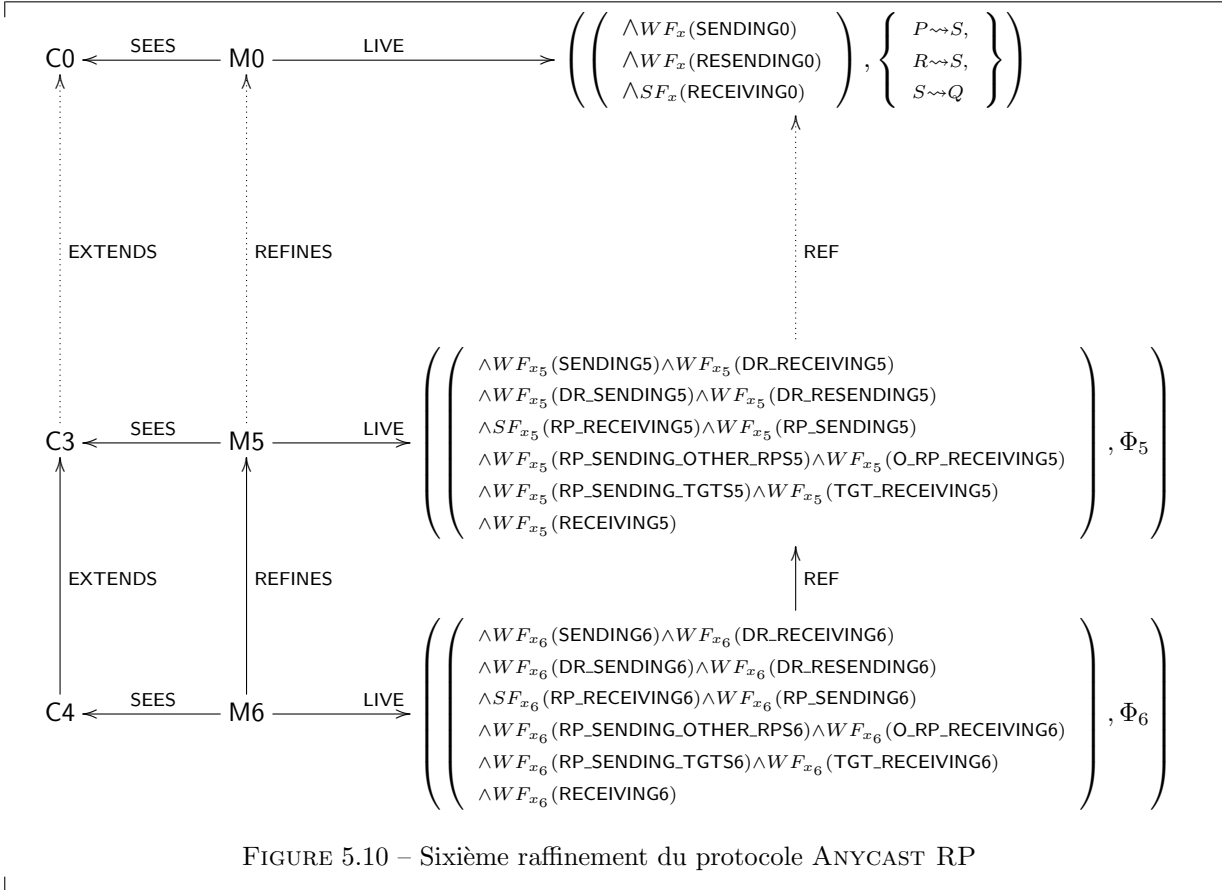 C0 SEES M0 LIVE
∧WF_x(SENDING0)
∧WF_x(RESENDING0)
∧SF_x(RECEIVING0)
,
P⇝S,
R⇝S,
S⇝Q
EXTENDS REFINES REF
C3 SEES M5 LIVE
∧WF_{x_5}(SENDING5)∧WF_{x_5}(DR_RECEIVING5)
∧WF_{x_5}(DR_SENDING5)∧WF_{x_5}(DR_RESENDING5)
∧SF_{x_5}(RP_RECEIVING5)∧WF_{x_5}(RP_SENDING5)
∧WF_{x_5}(RP_SENDING_OTHER_RPS5)∧WF_{x_5}(O_RP_RECEIVING5)
∧WF_{x_5}(RP_SENDING_TGTS5)∧WF_{x_5}(TGT_RECEIVING5)
∧WF_{x_5}(RECEIVING5)
, Φ_5
EXTENDS REFINES REF
C4 SEES M6 LIVE
∧WF_{x_6}(SENDING6)∧WF_{x_6}(DR_RECEIVING6)
∧WF_{x_6}(DR_SENDING6)∧WF_{x_6}(DR_RESENDING6)
∧SF_{x_6}(RP_RECEIVING6)∧WF_{x_6}(RP_SENDING6)
∧WF_{x_6}(RP_SENDING_OTHER_RPS6)∧WF_{x_6}(O_RP_RECEIVING6)
∧WF_{x_6}(RP_SENDING_TGTS6)∧WF_{x_6}(TGT_RECEIVING6)
∧WF_{x_6}(RECEIVING6)
, Φ_6
FIGURE 5.10 – Sixième raffinement du protocole ANYCAST RP